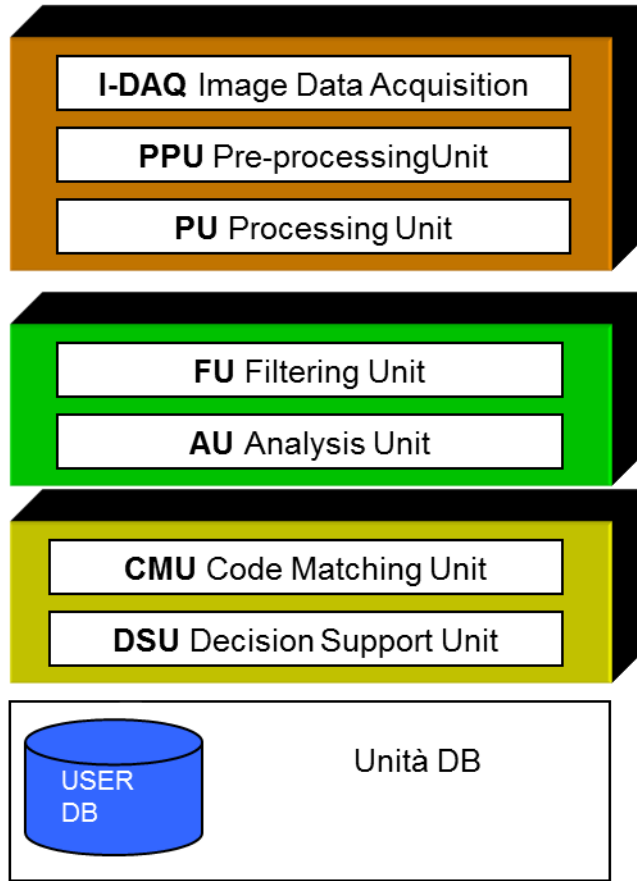 I-DAQ Image Data Acquisition
PPU Pre-processingUnit
PU Processing Unit
FU Filtering Unit
AU Analysis Unit
CMU Code Matching Unit
DSU Decision Support Unit
USER
DB
Unità DB